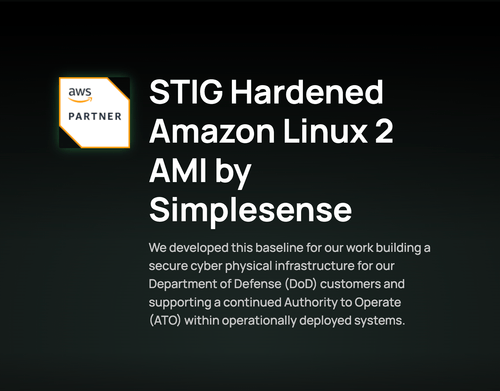 aws
PARTNER
STIG Hardened
Amazon Linux 2
AMI by
Simplesense
We developed this baseline for our work building a
secure cyber physical infrastructure for our
Department of Defense (DoD) customers and
supporting a continued Authority to Operate
(ATO) within operationally deployed systems.